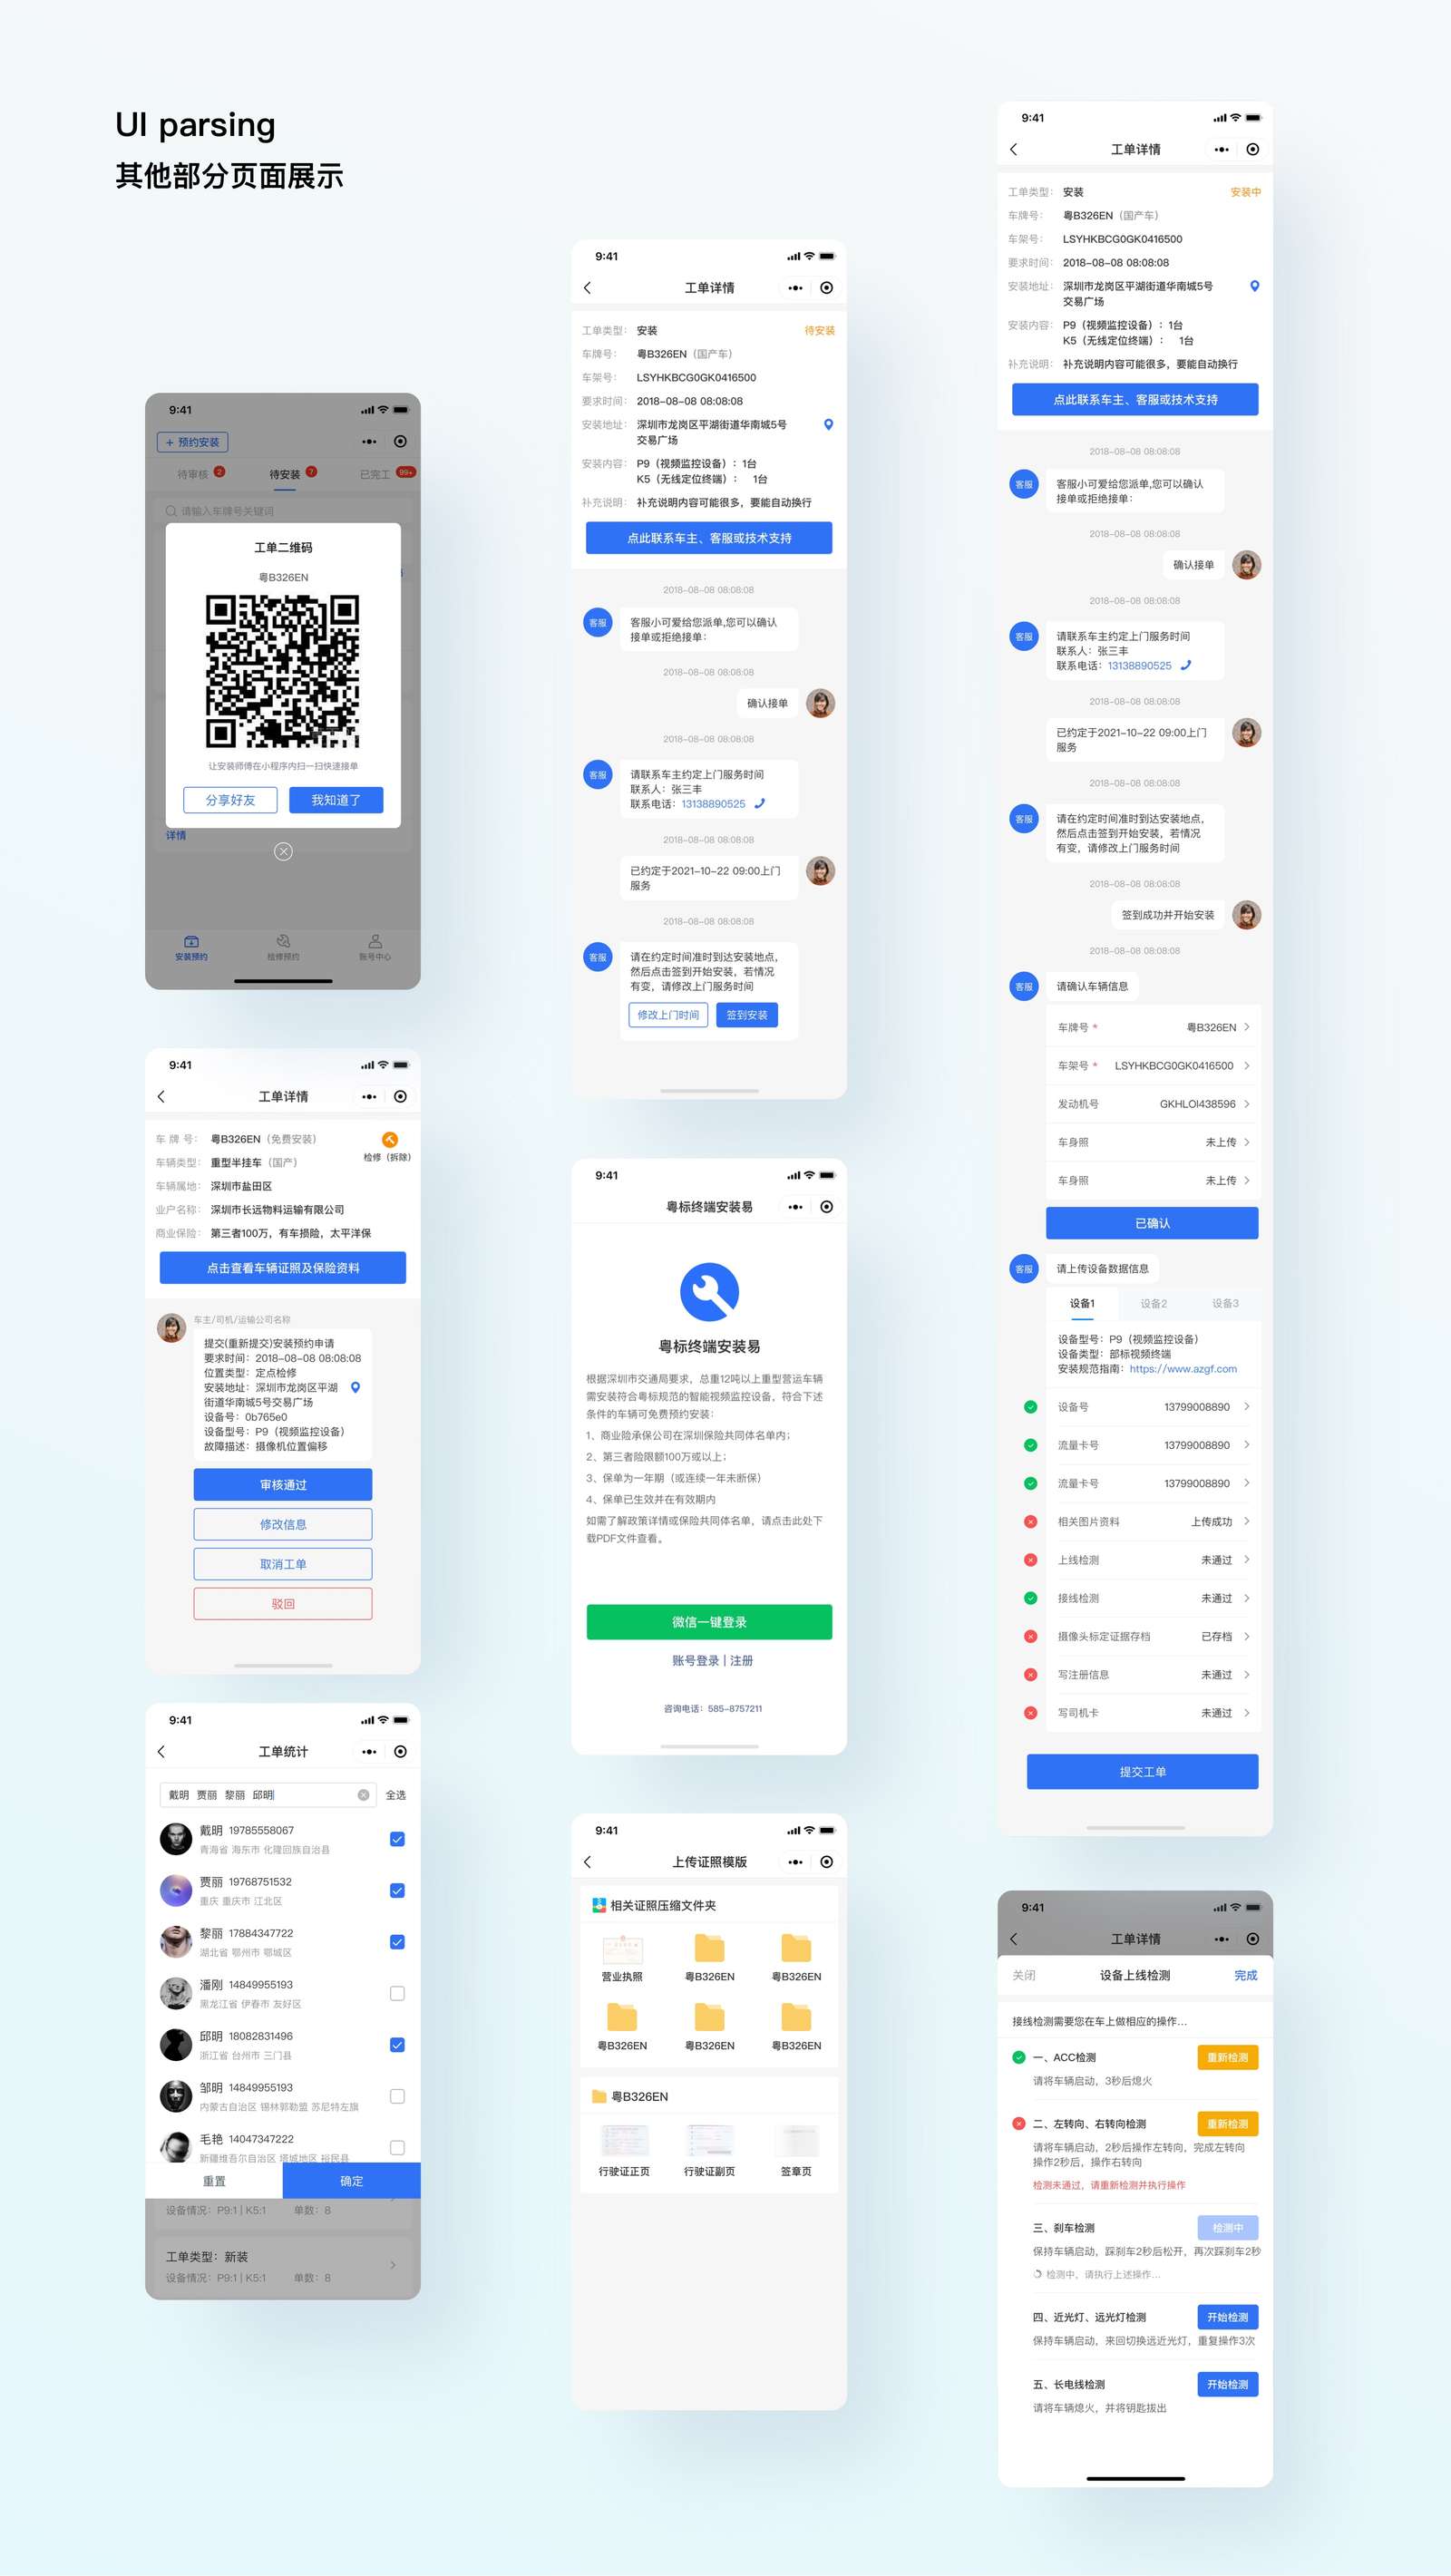 UI parsing
其他部分页面展示
9:41
+ 预约安装
待审核 2
待安装 7
已完工 99+
请输入车牌号关键词
工单二维码
粤B326EN
让安装师傅在小程序内扫一扫快速接单
分享好友
我知道了
详情
安装预约
检修预约
账号中心
9:41
工单详情
车 牌 号： 粤B326EN（免费安装）
检修（拆除）
车辆类型： 重型半挂车（国产）
车辆属地： 深圳市盐田区
业户名称： 深圳市长远物料运输有限公司
商业保险： 第三者100万，有车损险，太平洋保
点击查看车辆证照及保险资料
车主/司机/运输公司名称
提交(重新提交)安装预约申请
要求时间：2018-08-08 08:08:08
位置类型：定点检修
安装地址：深圳市龙岗区平湖
街道华南城5号交易广场
设备号：0b765e0
设备型号：P9（视频监控设备）
故障描述：摄像机位置偏移
审核通过
修改信息
取消工单
驳回
9:41
工单统计
戴明 贾丽 黎丽 邱明
全选
戴明 19785558067
青海省 海东市 化隆回族自治县
贾丽 19768751532
重庆 重庆市 江北区
黎丽 17884347722
湖北省 鄂州市 鄂城区
潘刚 14849955193
黑龙江省 伊春市 友好区
邱明 18082831496
浙江省 台州市 三门县
邹明 14849955193
内蒙古自治区 锡林郭勒盟 苏尼特左旗
毛艳 14047347222
新疆维吾尔自治区 塔城地区 裕民县
重置
确定
设备情况：P9:1 | K5:1 单数：8
工单类型：新装
设备情况：P9:1 | K5:1 单数：8
9:41
工单详情
工单类型： 安装
待安装
车牌号： 粤B326EN（国产车）
车架号： LSYHKBCG0GK0416500
要求时间： 2018-08-08 08:08:08
安装地址： 深圳市龙岗区平湖街道华南城5号
交易广场
安装内容： P9（视频监控设备）：1台
K5（无线定位终端）： 1台
补充说明： 补充说明内容可能很多，要能自动换行
点此联系车主、客服或技术支持
2018-08-08 08:08:08
客服
客服小可爱给您派单,您可以确认
接单或拒绝接单：
2018-08-08 08:08:08
确认接单
2018-08-08 08:08:08
客服
请联系车主约定上门服务时间
联系人：张三丰
联系电话：13138890525
2018-08-08 08:08:08
已约定于2021-10-22 09:00上门
服务
2018-08-08 08:08:08
客服
请在约定时间准时到达安装地点，
然后点击签到开始安装，若情况
有变，请修改上门服务时间
修改上门时间
签到安装
9:41
粤标终端安装易
粤标终端安装易
根据深圳市交通局要求，总重12吨以上重型营运车辆
需安装符合粤标规范的智能视频监控设备，符合下述
条件的车辆可免费预约安装：
1、商业险承保公司在深圳保险共同体名单内；
2、第三者险限额100万或以上；
3、保单为一年期（或连续一年未断保）
4、保单已生效并在有效期内
如需了解政策详情或保险共同体名单，请点击此处下
载PDF文件查看。
微信一键登录
账号登录 | 注册
咨询电话：585-8757211
9:41
上传证照模版
相关证照压缩文件夹
营业执照
粤B326EN
粤B326EN
粤B326EN
粤B326EN
粤B326EN
粤B326EN
行驶证正页
行驶证副页
签章页
9:41
工单详情
工单类型： 安装
安装中
车牌号： 粤B326EN（国产车）
车架号： LSYHKBCG0GK0416500
要求时间： 2018-08-08 08:08:08
安装地址： 深圳市龙岗区平湖街道华南城5号
交易广场
安装内容： P9（视频监控设备）：1台
K5（无线定位终端）： 1台
补充说明： 补充说明内容可能很多，要能自动换行
点此联系车主、客服或技术支持
2018-08-08 08:08:08
客服
客服小可爱给您派单,您可以确认
接单或拒绝接单：
2018-08-08 08:08:08
确认接单
2018-08-08 08:08:08
客服
请联系车主约定上门服务时间
联系人：张三丰
联系电话：13138890525
2018-08-08 08:08:08
已约定于2021-10-22 09:00上门
服务
2018-08-08 08:08:08
客服
请在约定时间准时到达安装地点，
然后点击签到开始安装，若情况
有变，请修改上门服务时间
2018-08-08 08:08:08
签到成功并开始安装
2018-08-08 08:08:08
客服
请确认车辆信息
车牌号 * 粤B326EN
车架号 * LSYHKBCG0GK0416500
发动机号 GKHLOI438596
车身照 未上传
车身照 未上传
已确认
客服
请上传设备数据信息
设备1 设备2 设备3
设备型号：P9（视频监控设备）
设备类型：部标视频终端
安装规范指南：https://www.azgf.com
设备号 13799008890
流量卡号 13799008890
流量卡号 13799008890
相关图片资料 上传成功
上线检测 未通过
接线检测 未通过
摄像头标定证据存档 已存档
写注册信息 未通过
写司机卡 未通过
提交工单
9:41
工单详情
关闭
设备上线检测
完成
接线检测需要您在车上做相应的操作...
一、ACC检测
重新检测
请将车辆启动，3秒后熄火
二、左转向、右转向检测
重新检测
请将车辆启动，2秒后操作左转向，完成左转向
操作2秒后，操作右转向
检测未通过，请重新检测并执行操作
三、刹车检测
检测中
保持车辆启动，踩刹车2秒后松开，再次踩刹车2秒
检测中，请执行上述操作...
四、近光灯、远光灯检测
开始检测
保持车辆启动，来回切换远近光灯，重复操作3次
五、长电线检测
开始检测
请将车辆熄火，并将钥匙拔出